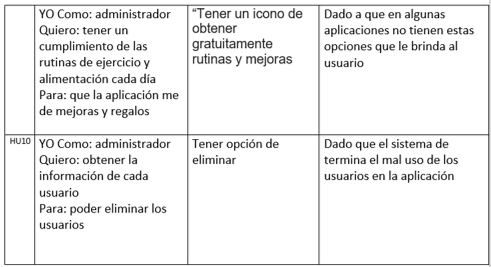 YO Como: administrador
Quiero: tener un
cumplimiento de las
rutinas de ejercicio y
alimentación cada día
Para: que la aplicación me
de mejoras y regalos
“Tener un icono de
obtener
gratuitamente
rutinas y mejoras
Dado a que en algunas
aplicaciones no tienen estas
opciones que le brinda al
usuario
HU10
YO Como: administrador
Quiero: obtener la
información de cada
usuario
Para: poder eliminar los
usuarios
Tener opción de
eliminar
Dado que el sistema de
termina el mal uso de los
usuarios en la aplicación